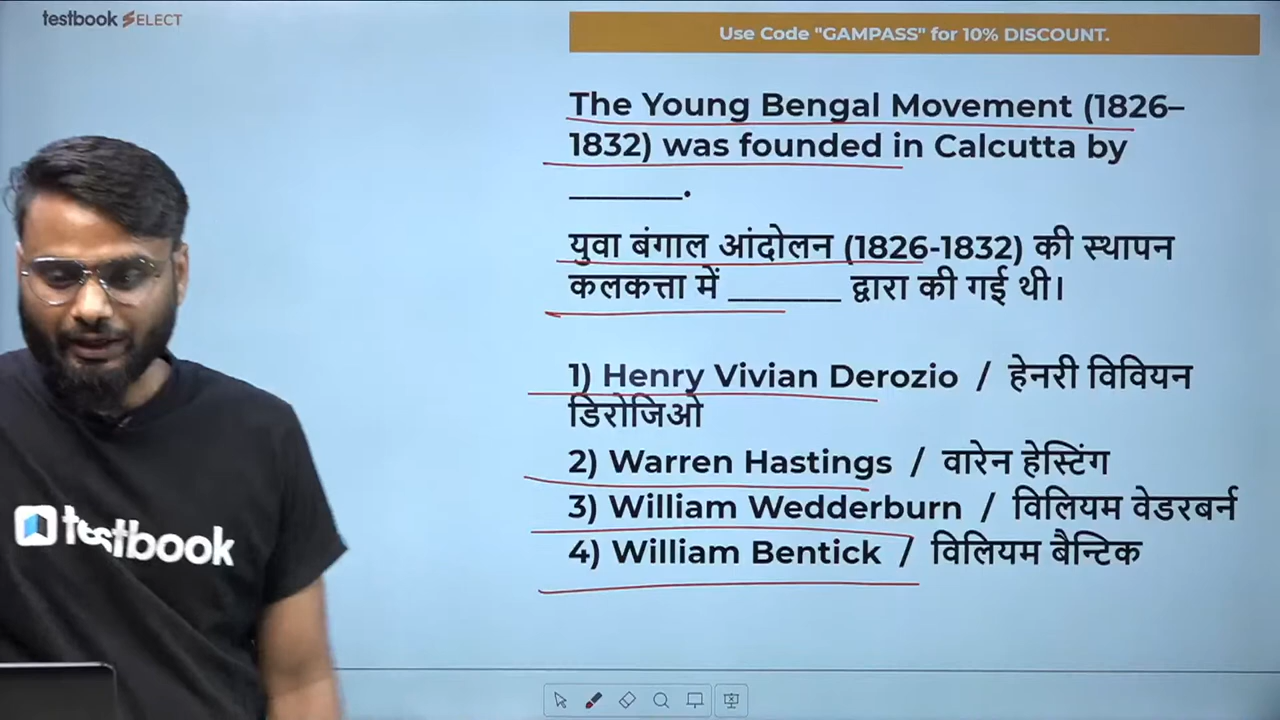 testbook SELECT
Use Code "GAMPASS" for 10% DISCOUNT.
The Young Bengal Movement (1826–
1832) was founded in Calcutta by
________.
युवा बंगाल आंदोलन (1826-1832) की स्थापन
कलकत्ता में ________ द्वारा की गई थी।
1) Henry Vivian Derozio / हेनरी विवियन
डिरोजिओ
2) Warren Hastings / वारेन हेस्टिंग
3) William Wedderburn / विलियम वेडरबर्न
4) William Bentick / विलियम बैन्टिक
testbook